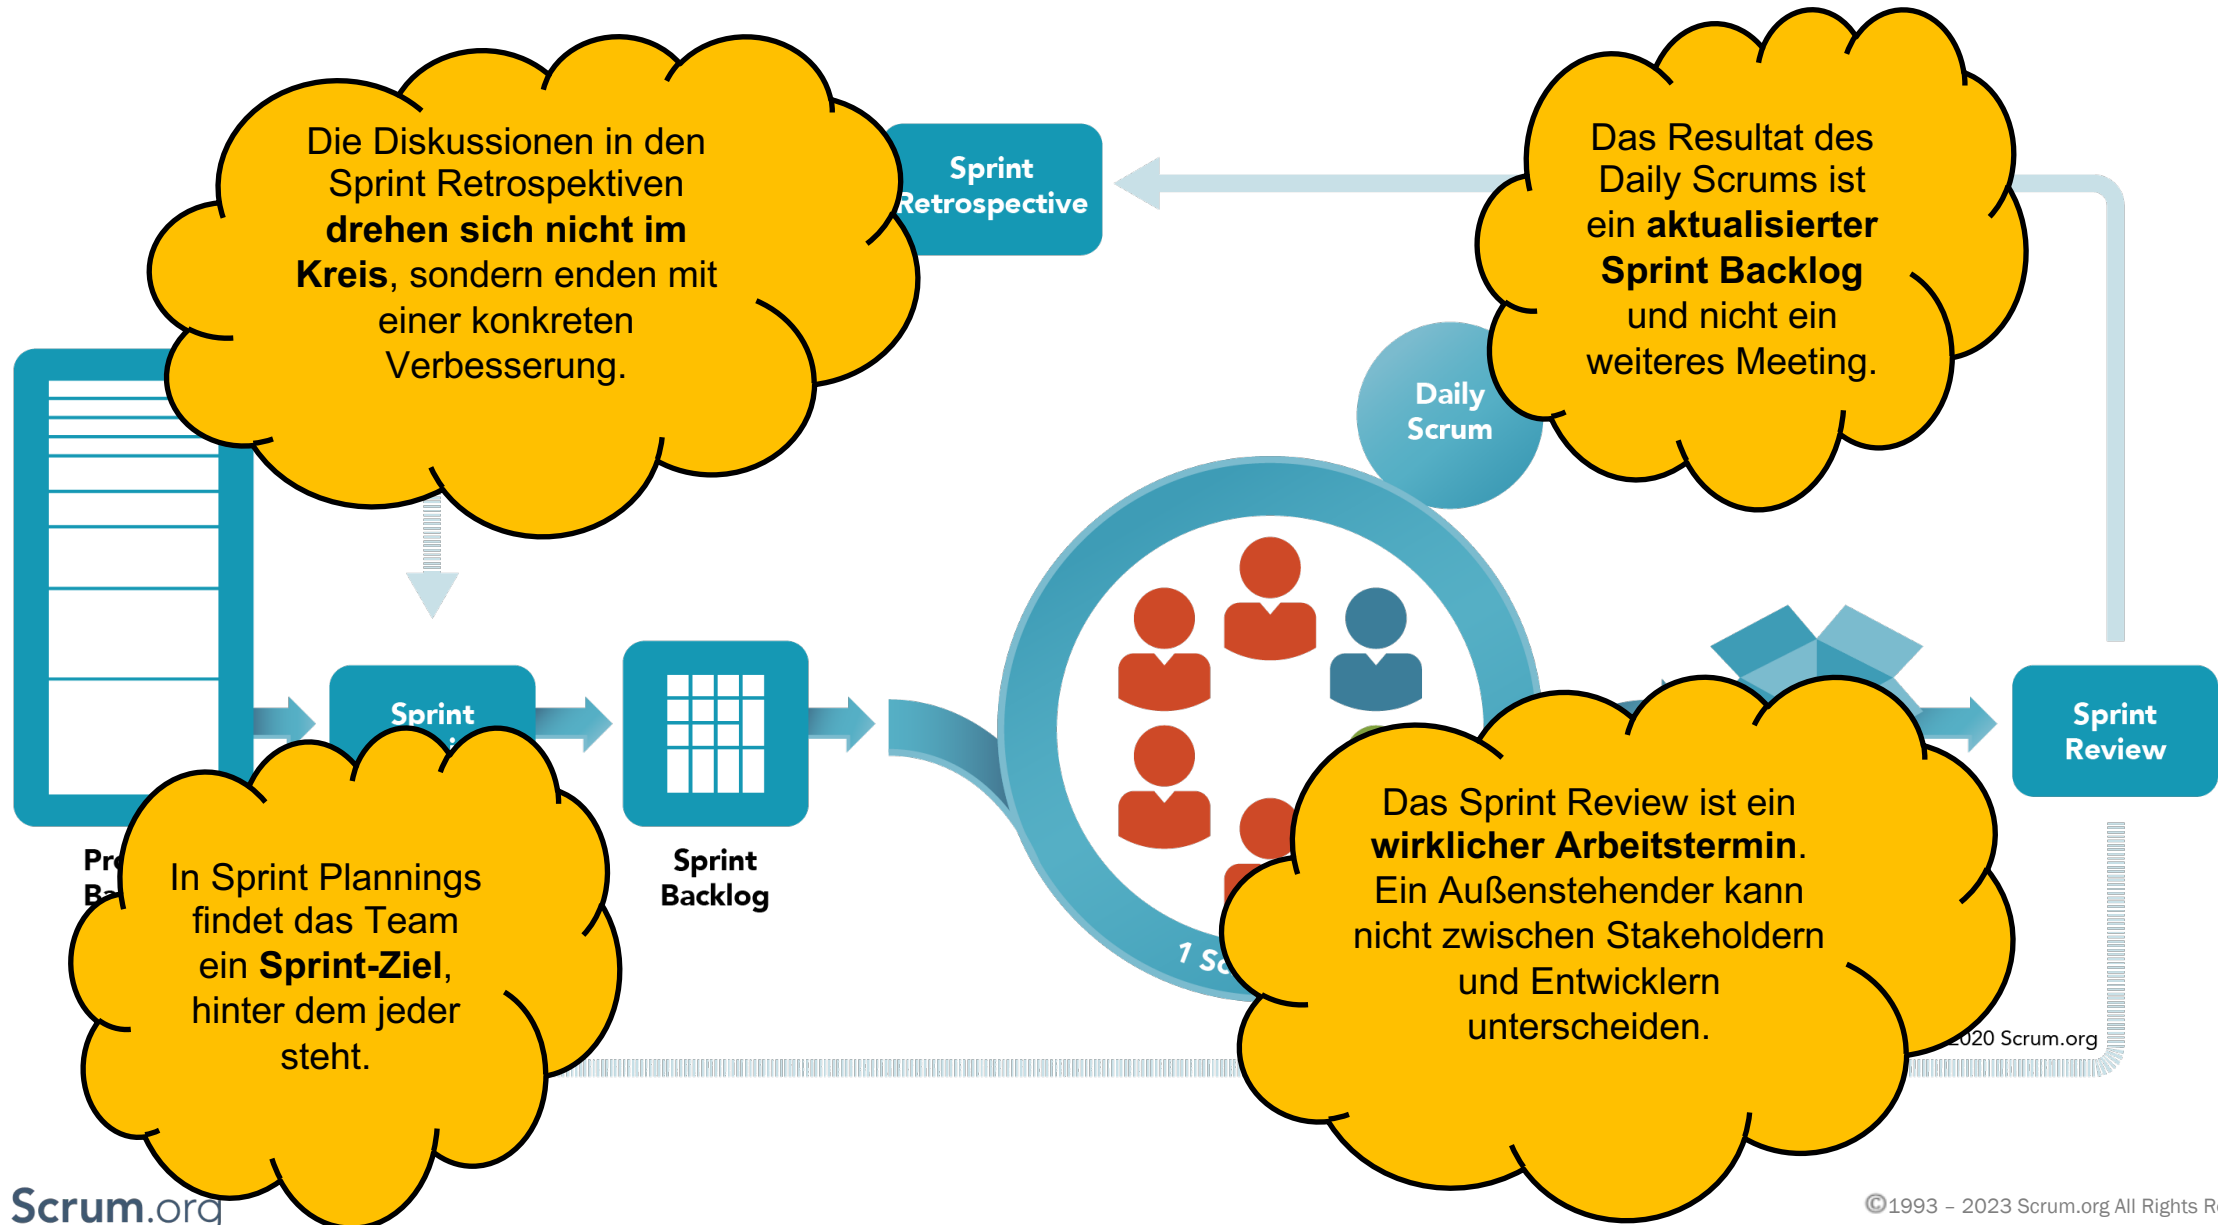 Die Diskussionen in den
Sprint Retrospektiven
drehen sich nicht im
Kreis, sondern enden mit
einer konkreten
Verbesserung.
Sprint
Retrospective
Das Resultat des
Daily Scrums ist
ein aktualisierter
Sprint Backlog
und nicht ein
weiteres Meeting.
Daily
Scrum
Sprint
Sprint
Backlog
Sprint
Review
In Sprint Plannings
findet das Team
ein Sprint-Ziel,
hinter dem jeder
steht.
Das Sprint Review ist ein
wirklicher Arbeitstermin.
Ein Außenstehender kann
nicht zwischen Stakeholdern
und Entwicklern
unterscheiden.
1
2020 Scrum.org
Scrum.org
©1993 – 2023 Scrum.org All Rights